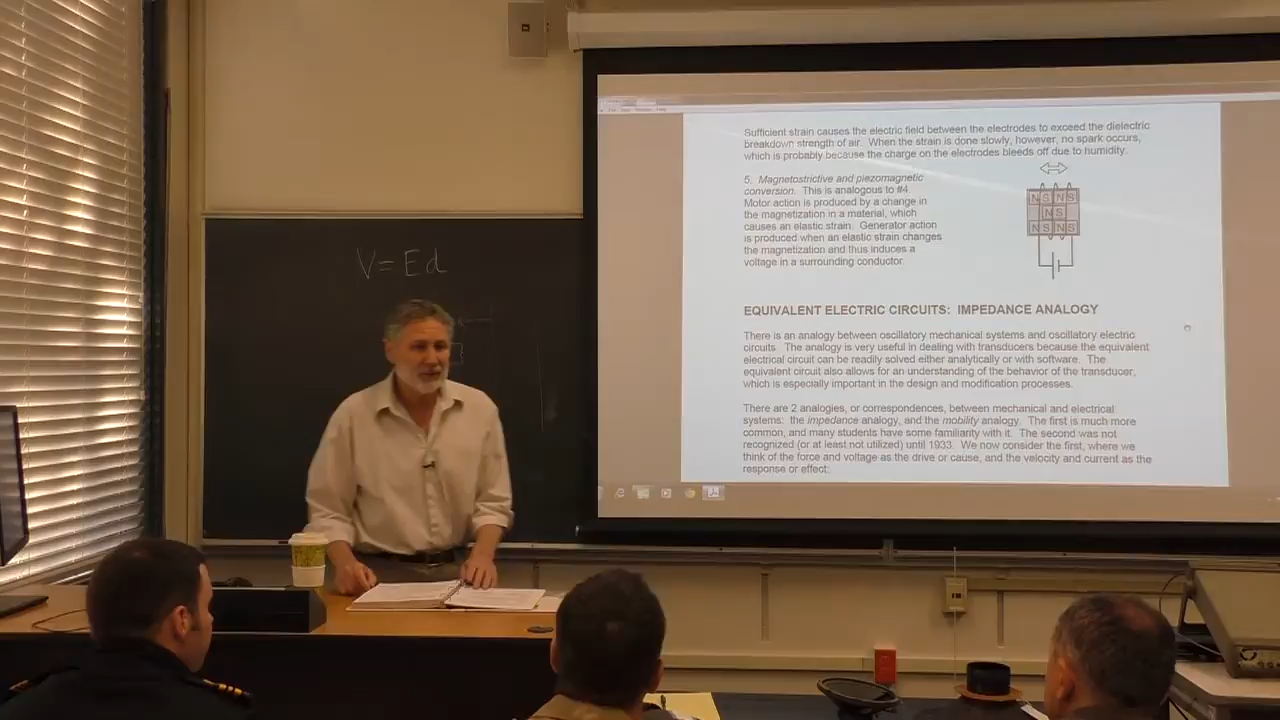 V = Ed
Sufficient strain causes the electric field between the electrodes to exceed the dielectric
breakdown strength of air. When the strain is done slowly, however, no spark occurs,
which is probably because the charge on the electrodes bleeds off due to humidity.
5. Magnetostrictive and piezomagnetic
conversion. This is analogous to #4.
Motor action is produced by a change in
the magnetization in a material, which
causes an elastic strain. Generator action
is produced when an elastic strain changes
the magnetization and thus induces a
voltage in a surrounding conductor.
N S N S
N S
N S N S
EQUIVALENT ELECTRIC CIRCUITS: IMPEDANCE ANALOGY
There is an analogy between oscillatory mechanical systems and oscillatory electric
circuits. The analogy is very useful in dealing with transducers because the equivalent
electrical circuit can be readily solved either analytically or with software. The
equivalent circuit also allows for an understanding of the behavior of the transducer,
which is especially important in the design and modification processes.
There are 2 analogies, or correspondences, between mechanical and electrical
systems: the impedance analogy, and the mobility analogy. The first is much more
common, and many students have some familiarity with it. The second was not
recognized (or at least not utilized) until 1933. We now consider the first, where we
think of the force and voltage as the drive or cause, and the velocity and current as the
response or effect: